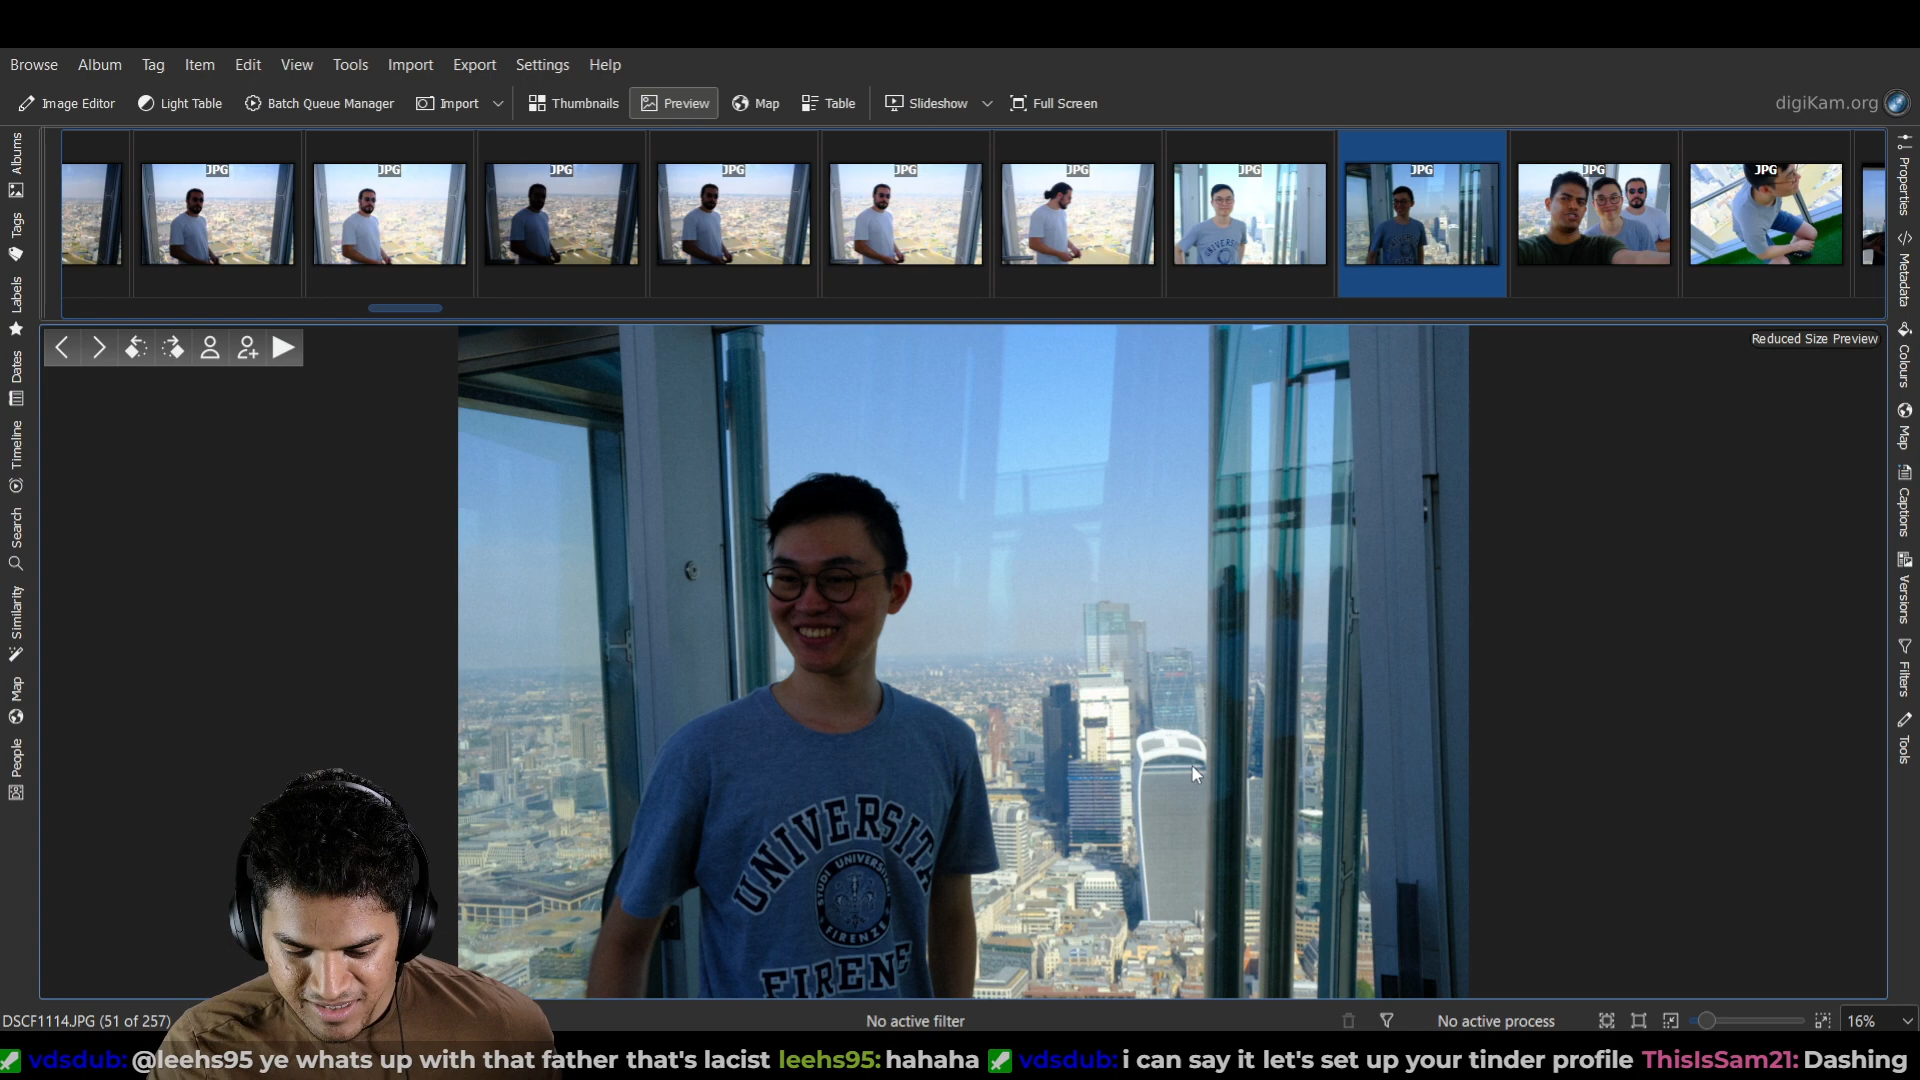 Browse Album Tag Item Edit View Tools Import Export Settings Help
Image Editor Light Table Batch Queue Manager Import Thumbnails Preview Map Table Slideshow Full Screen digiKam.org
JPG JPG JPG JPG JPG JPG JPG JPG JPG JPG
Albums
Tags
Labels
Dates
Timeline
Search
Similarity
Map
People
Reduced Size Preview
UNIVERSITA
STUDI UNIVERSI
FIRENZE
FIRENZ
Properties
Metadata
Colours
Map
Captions
Versions
Filters
Tools
DSCF1114.JPG (51 of 257) No active filter No active process 16%
vdsdub: @leehs95 ye whats up with that father that's lacist leehs95: hahaha vdsdub: i can say it let's set up your tinder profile ThisIsSam21: Dashing